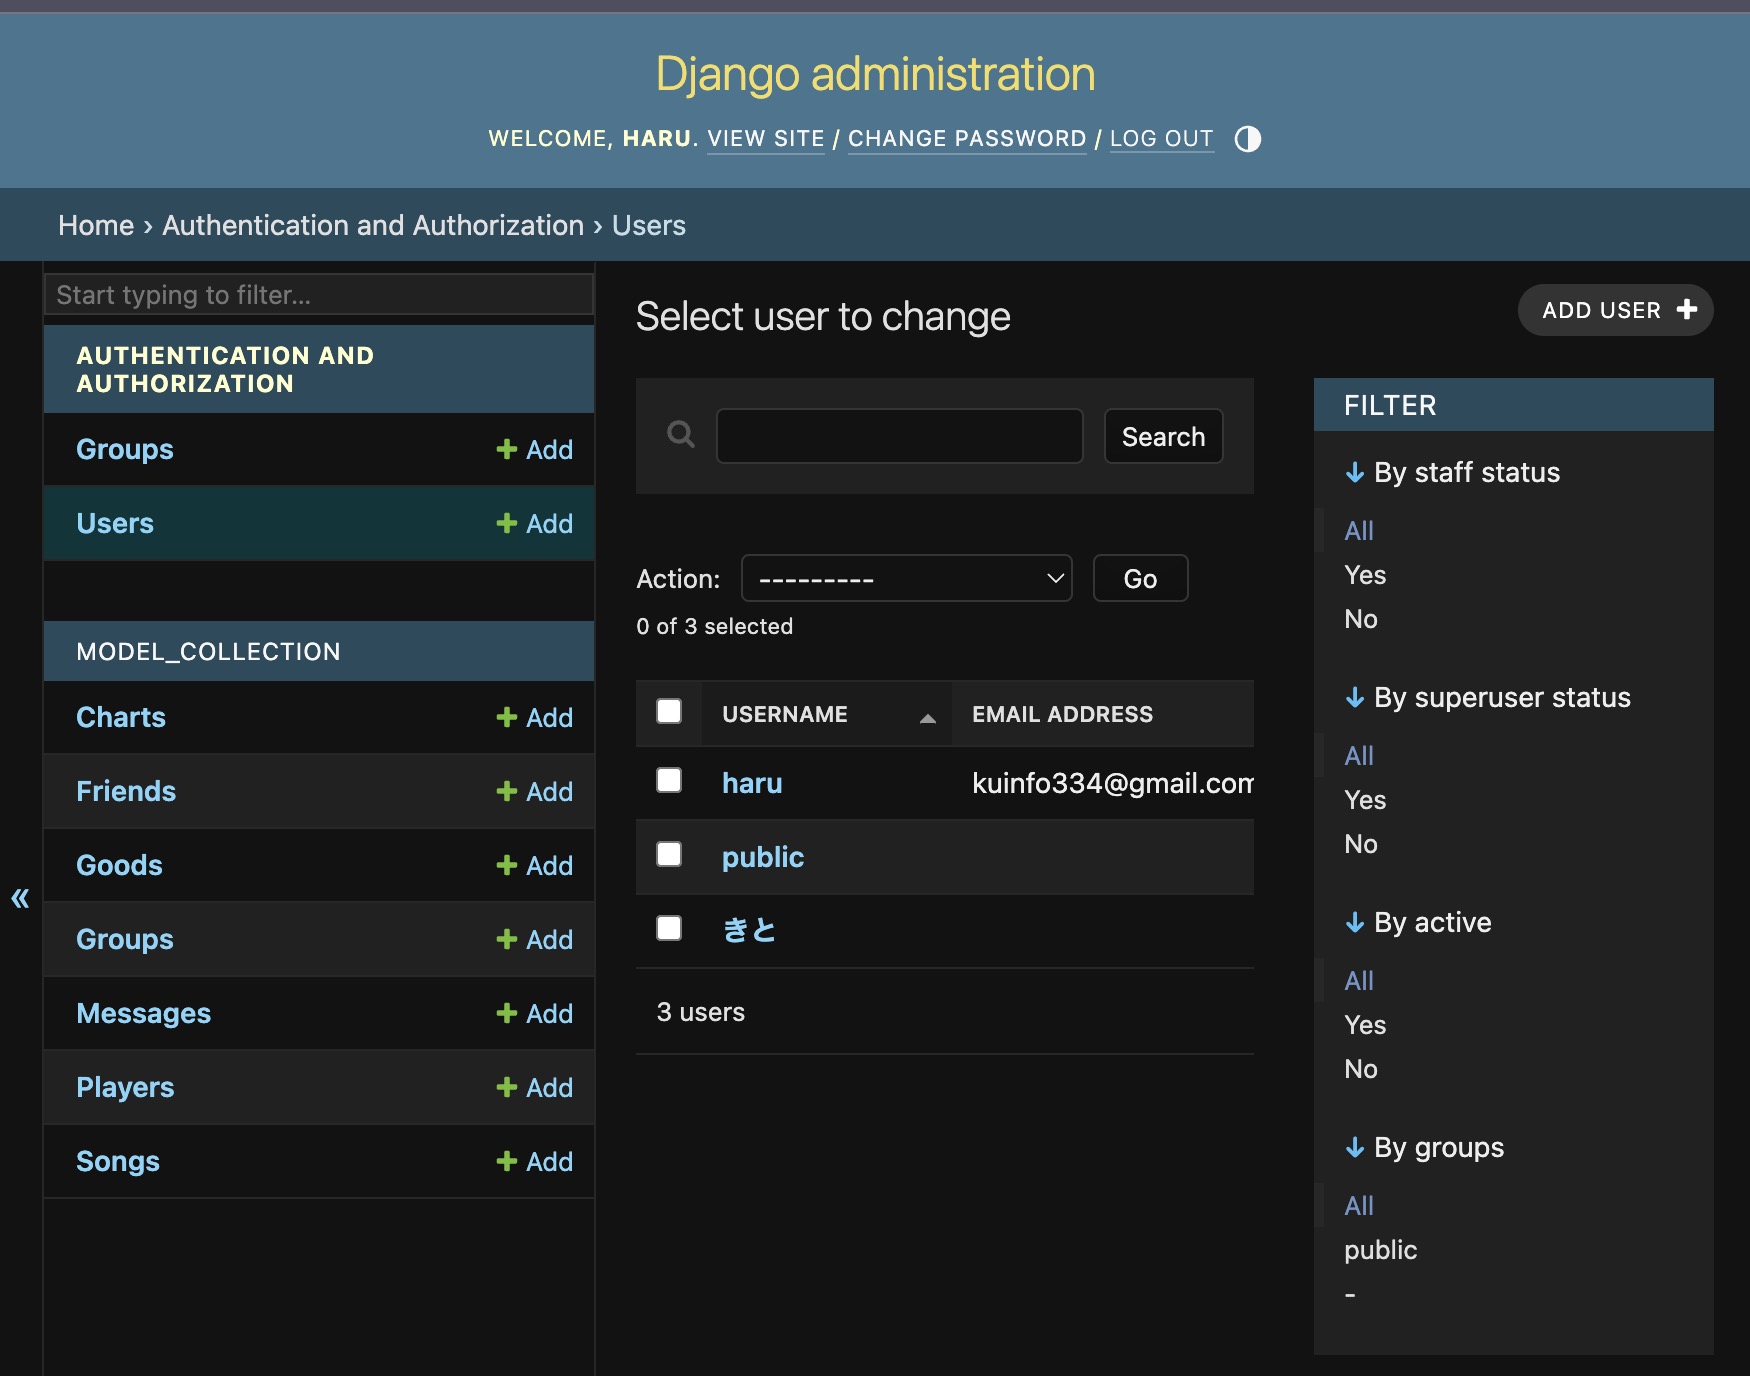 Django administration
WELCOME, HARU. VIEW SITE / CHANGE PASSWORD / LOG OUT
Home › Authentication and Authorization › Users
Start typing to filter...
AUTHENTICATION AND
AUTHORIZATION
Groups + Add
Users + Add
MODEL_COLLECTION
Charts + Add
Friends + Add
Goods + Add
Groups + Add
Messages + Add
Players + Add
Songs + Add
«
Select user to change
ADD USER +
Search
Action: --------- Go
0 of 3 selected
USERNAME EMAIL ADDRESS
haru kuinfo334@gmail.com
public
きと
3 users
FILTER
↓ By staff status
All
Yes
No
↓ By superuser status
All
Yes
No
↓ By active
All
Yes
No
↓ By groups
All
public
-